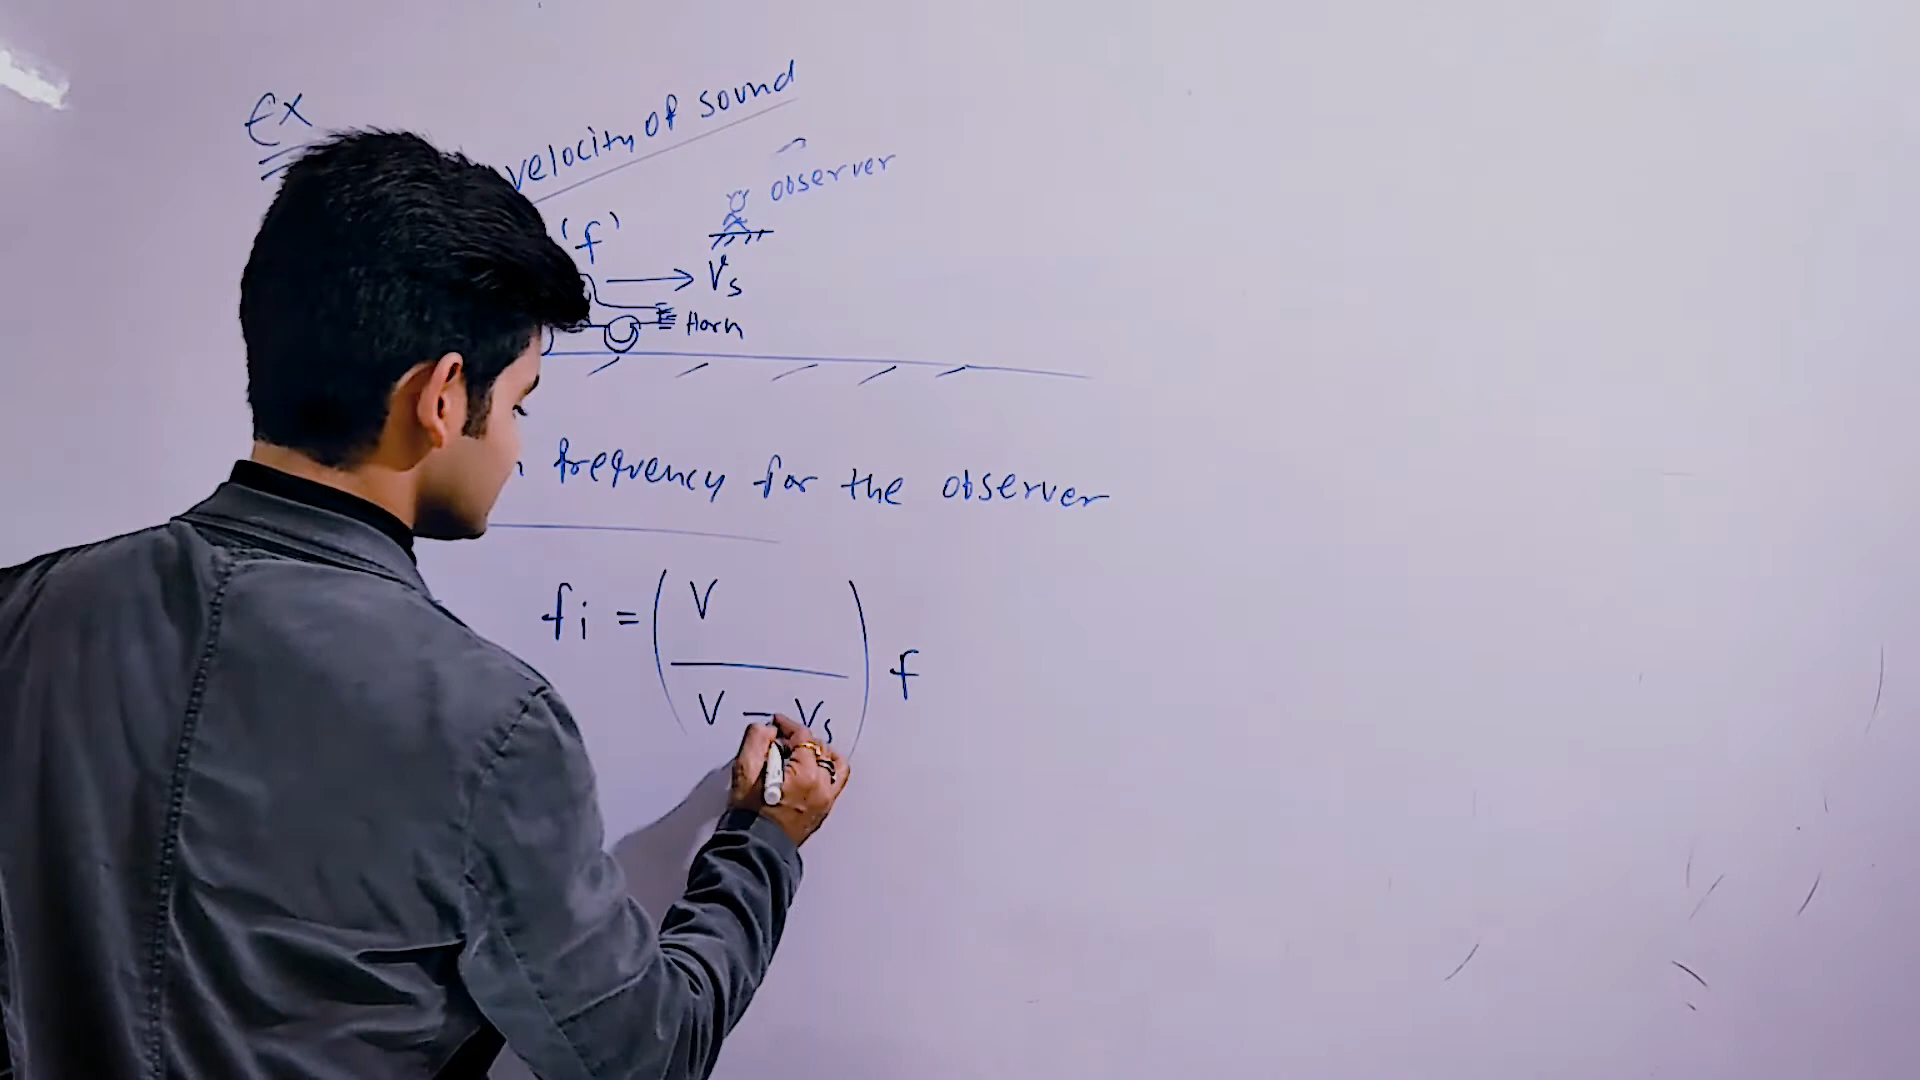 Ex
velocity of sound
observer
'f'
Vs
Horn
frequency for the observer
fi = ( V / V - Vs ) f